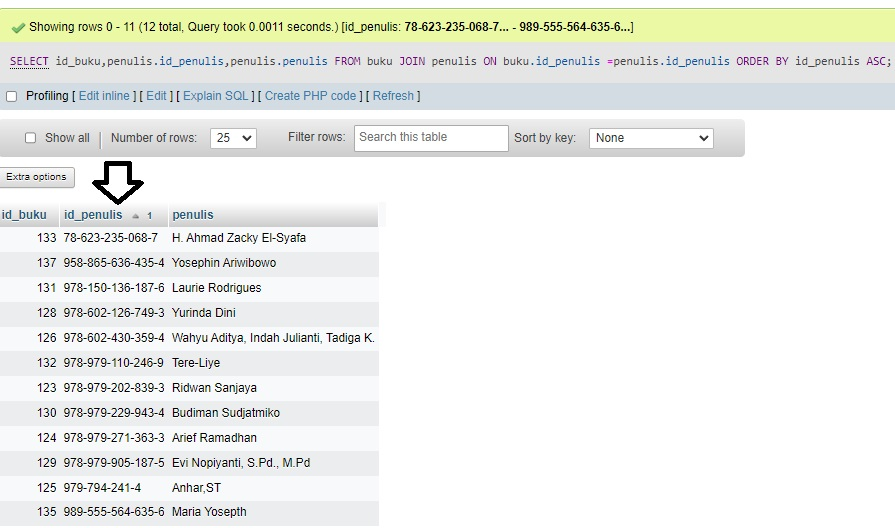 Showing rows 0 - 11 (12 total, Query took 0.0011 seconds.) [id_penulis: 78-623-235-068-7... - 989-555-564-635-6...]
SELECT id_buku,penulis.id_penulis,penulis.penulis FROM buku JOIN penulis ON buku.id_penulis =penulis.id_penulis ORDER BY id_penulis ASC;
Profiling [ Edit inline ] [ Edit ] [ Explain SQL ] [ Create PHP code ] [ Refresh ]
Show all | Number of rows: 25 Filter rows: Search this table Sort by key: None
Extra options
id_buku id_penulis 1 penulis
133 78-623-235-068-7 H. Ahmad Zacky El-Syafa
137 958-865-636-435-4 Yosephin Ariwibowo
131 978-150-136-187-6 Laurie Rodrigues
128 978-602-126-749-3 Yurinda Dini
126 978-602-430-359-4 Wahyu Aditya, Indah Julianti, Tadiga K.
132 978-979-110-246-9 Tere-Liye
123 978-979-202-839-3 Ridwan Sanjaya
130 978-979-229-943-4 Budiman Sudjatmiko
124 978-979-271-363-3 Arief Ramadhan
129 978-979-905-187-5 Evi Nopiyanti, S.Pd., M.Pd
125 979-794-241-4 Anhar,ST
135 989-555-564-635-6 Maria Yosepth